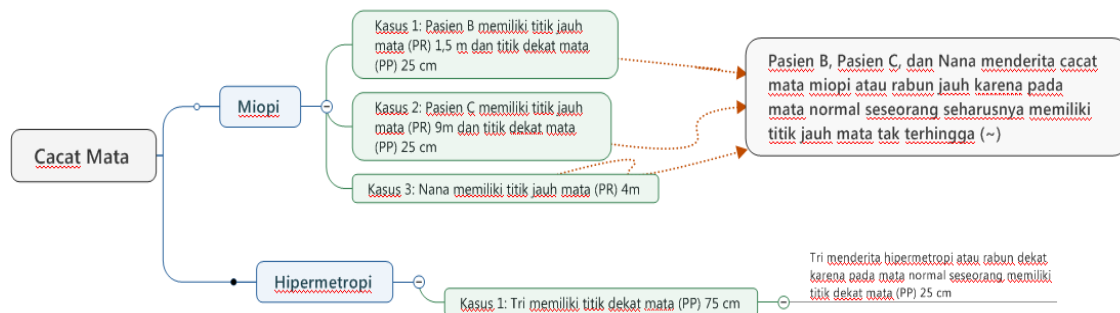 Cacat Mata
Miopi
Kasus 1: Pasien B memiliki titik jauh
mata (PR) 1,5 m dan titik dekat mata
(PP) 25 cm
Kasus 2: Pasien C memiliki titik jauh
mata (PR) 9m dan titik dekat mata
(PP) 25 cm
Kasus 3: Nana memiliki titik jauh mata (PR) 4m
Pasien B, Pasien C, dan Nana menderita cacat
mata miopi atau rabun jauh karena pada
mata normal seseorang seharusnya memiliki
titik jauh mata tak terhingga (~)
Hipermetropi
Kasus 1: Tri memiliki titik dekat mata (PP) 75 cm
Tri menderita hipermetropi atau rabun dekat
karena pada mata normal seseorang memiliki
titik dekat mata (PP) 25 cm